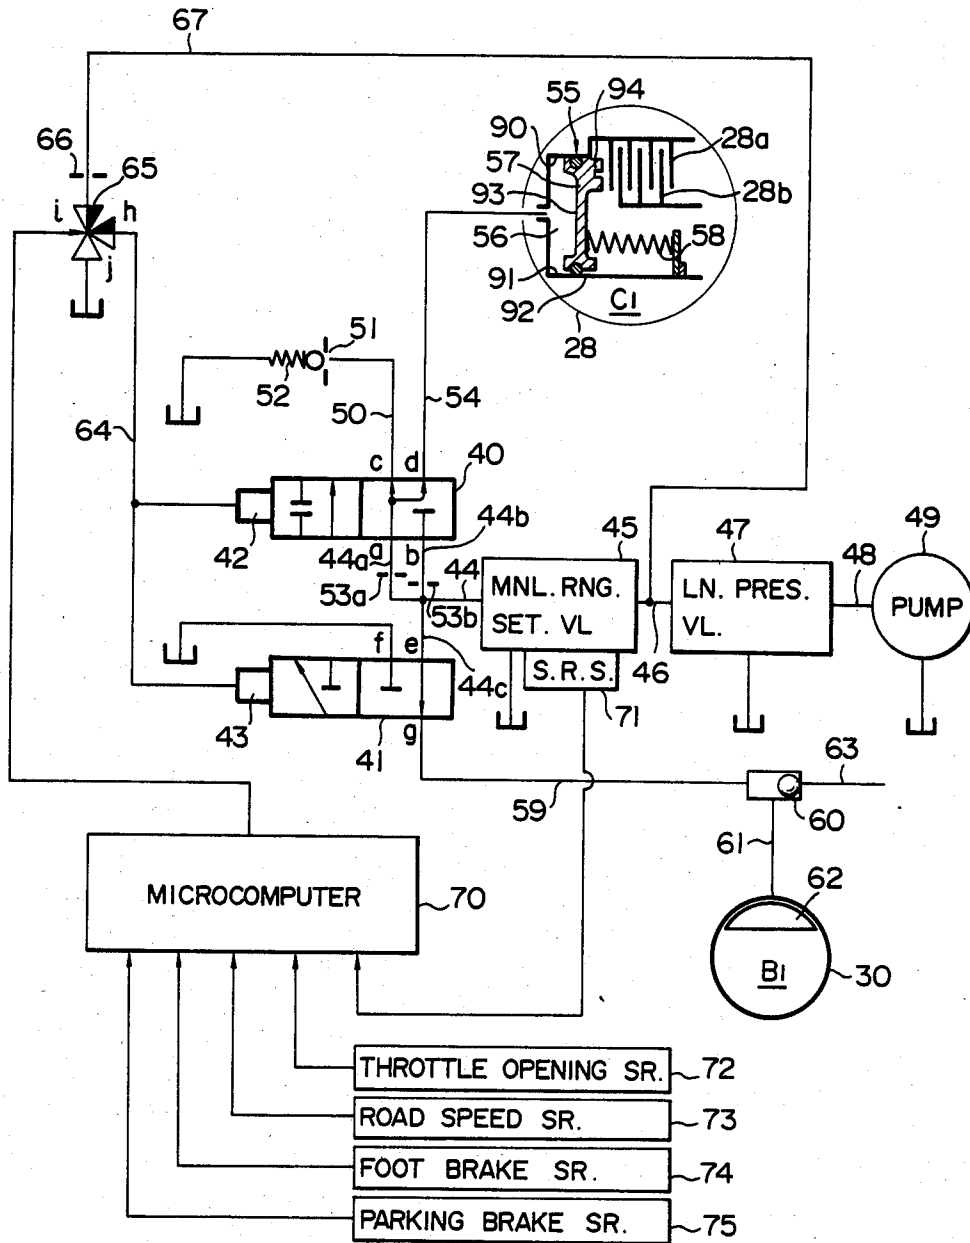 67
55
94
90
66
65
57
28a
93
28b
i
h
56
58
j
91
92
C1
51
28
52
54
50
64
c
d
40
44b
45
47
49
42
44a
a
b
44
48
53a
53b
MNL. RNG.
SET. VL
LN. PRES.
VL.
PUMP
f
e
44c
S. R. S.
46
43
41
g
71
59
63
60
61
MICROCOMPUTER
70
62
B1
30
THROTTLE OPENING SR.
72
ROAD SPEED SR.
73
FOOT BRAKE SR.
74
PARKING BRAKE SR.
75